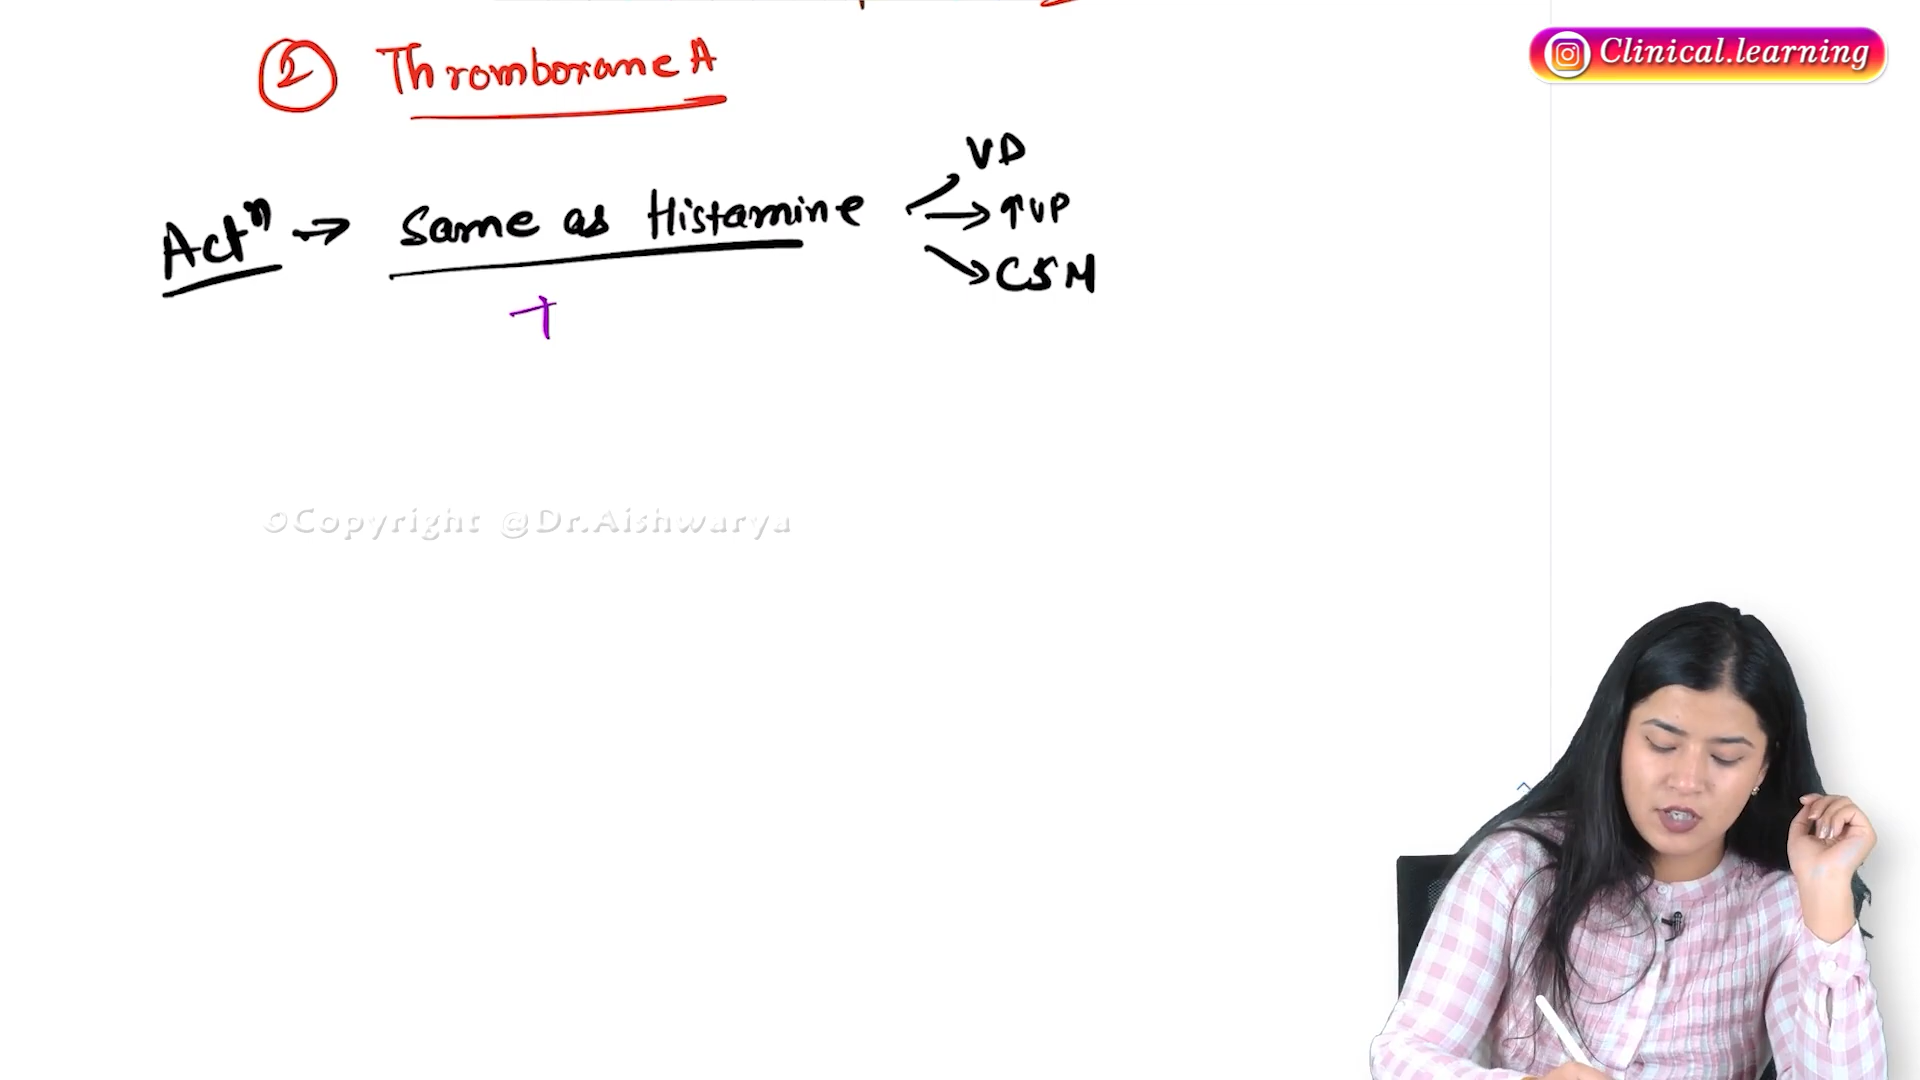 Clinical.learning
② Thromboxane A
VD
Actⁿ → Same as Histamine → ↑VP
→ CSM
+
©Copyright @Dr.Aishwarya